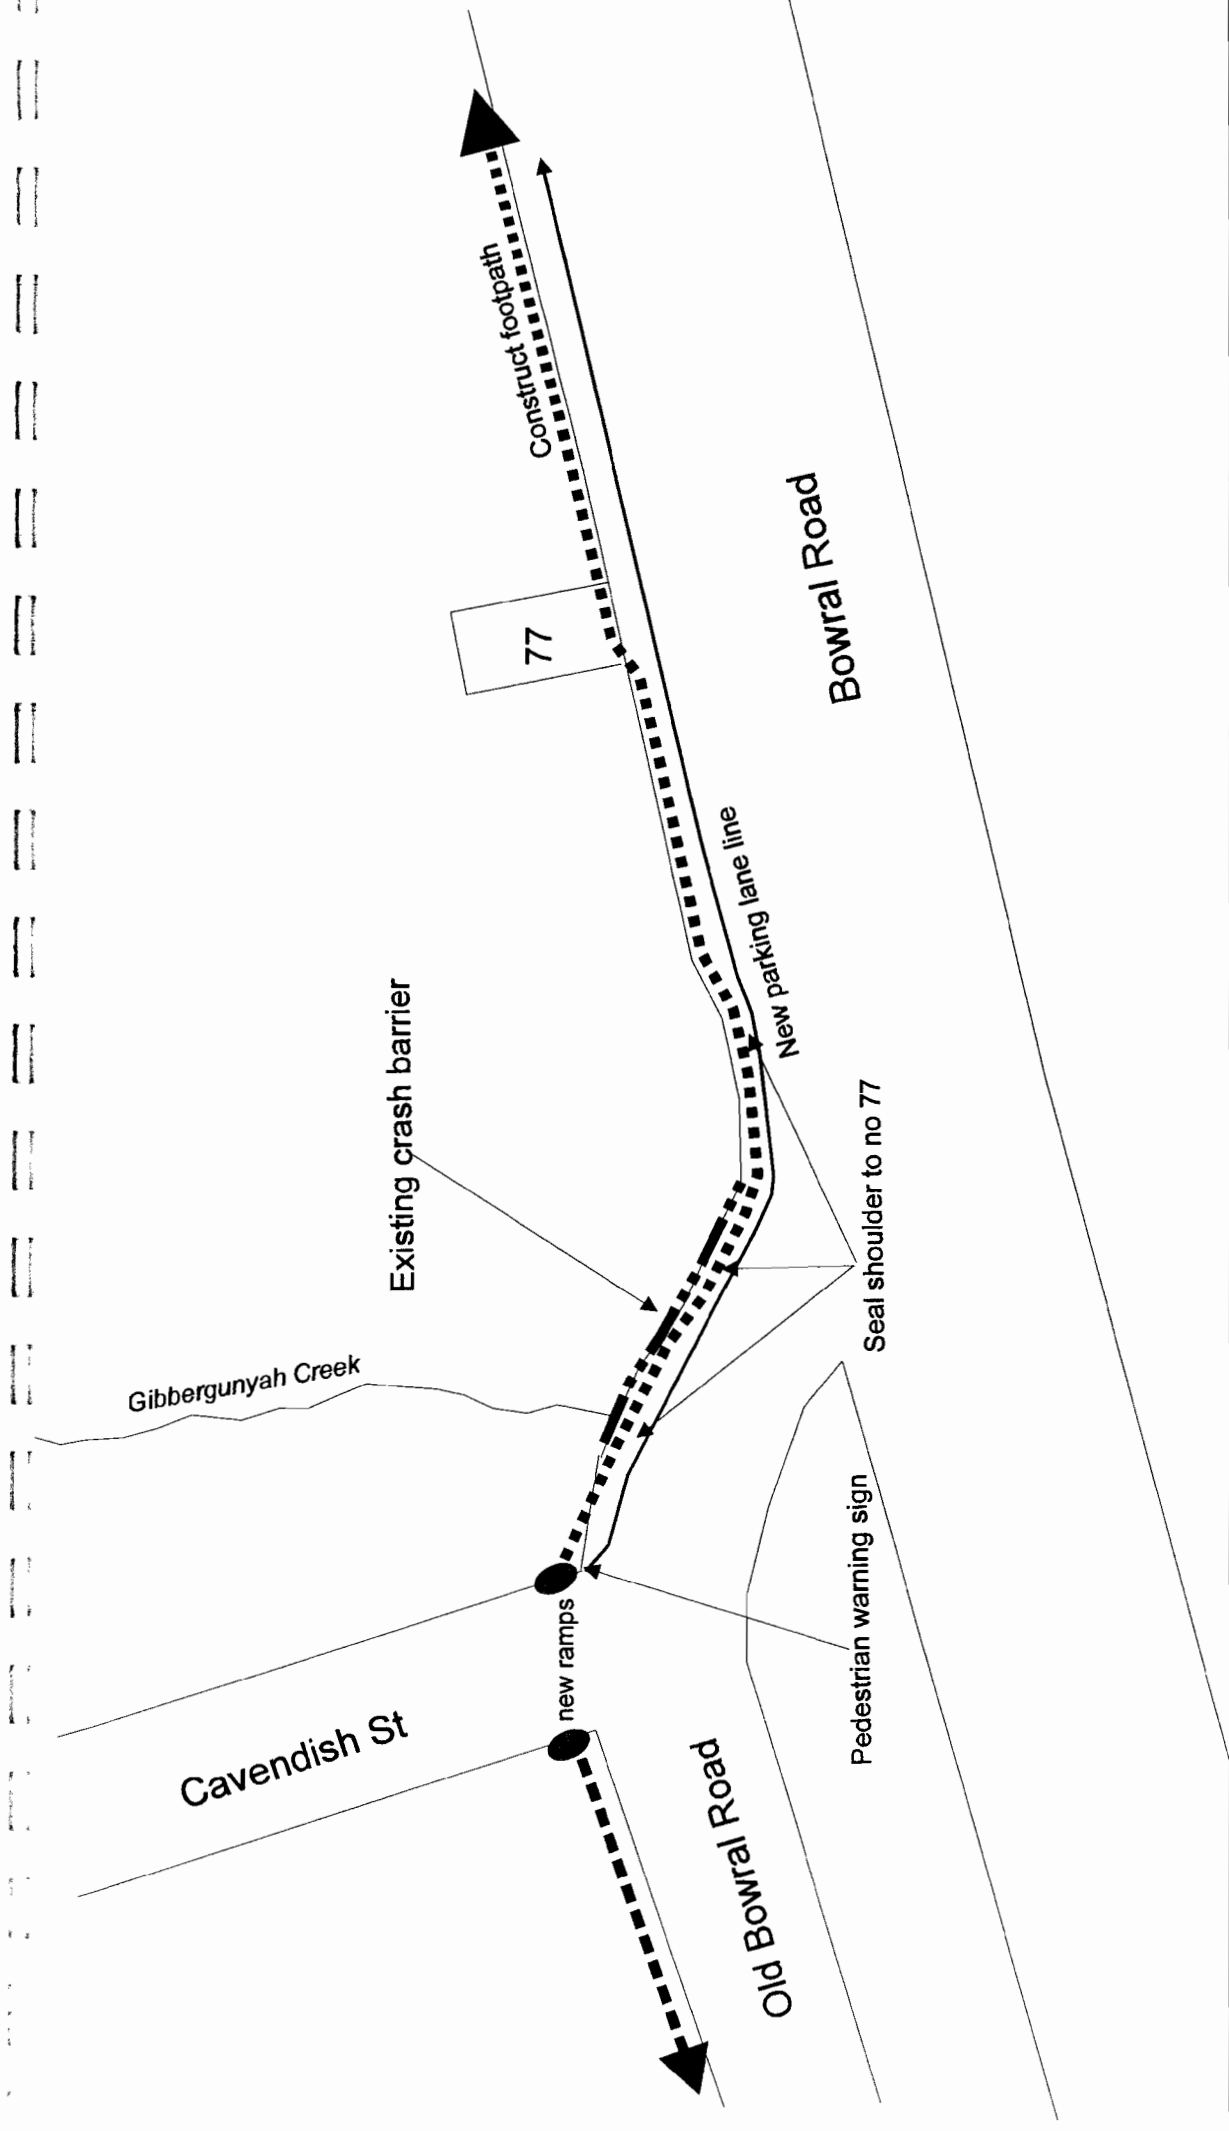 Gibbergunyah Creek
Existing crash barrier
77
Construct footpath
Cavendish St
new ramps
New parking lane line
Old Bowral Road
Bowral Road
Pedestrian warning sign
Seal shoulder to no 77